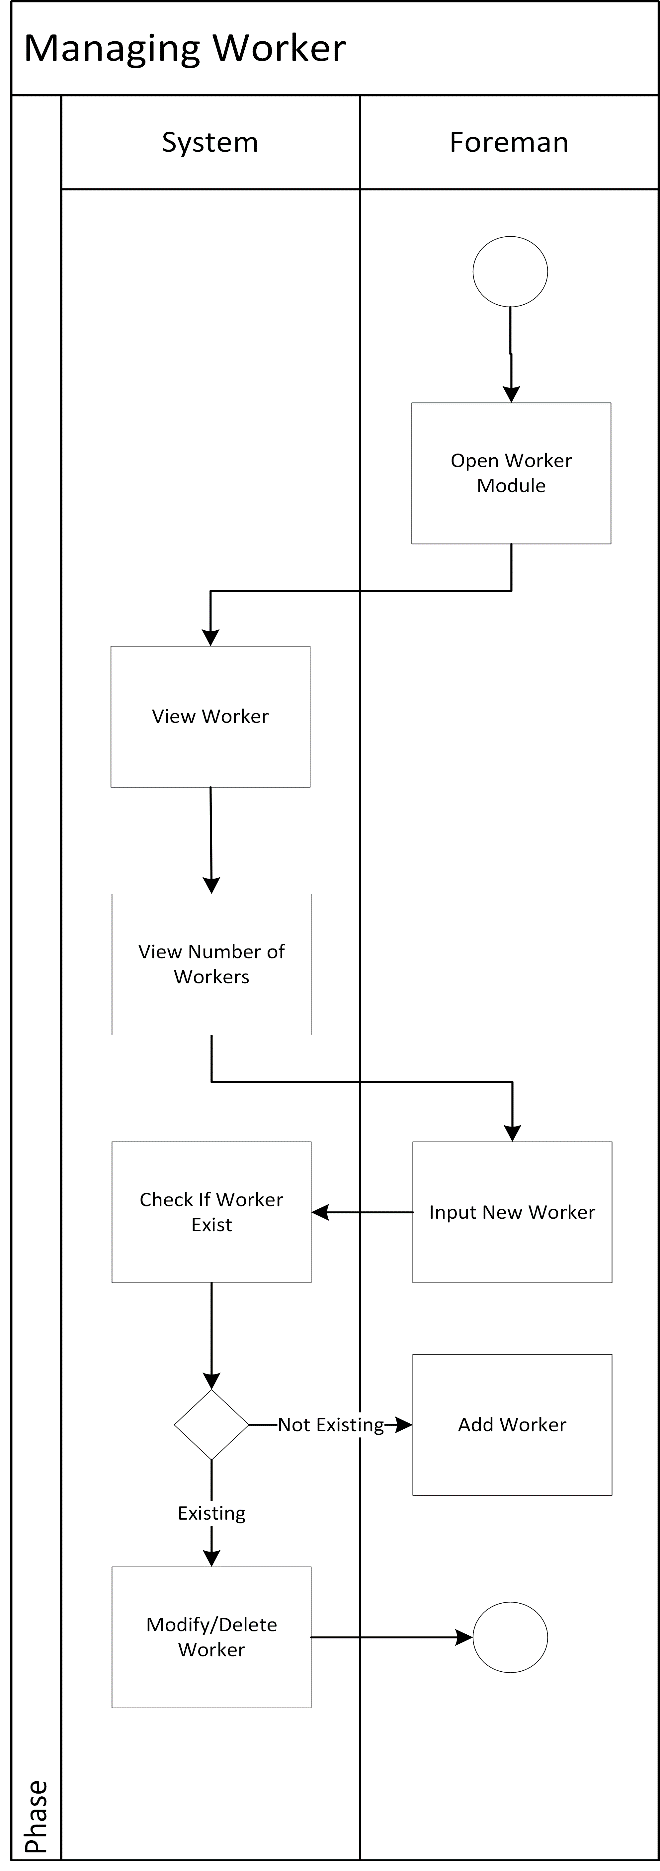 Managing Worker
System
Foreman
Open Worker
Module
View Worker
View Number of
Workers
Check If Worker
Exist
Input New Worker
Not Existing
Add Worker
Existing
Modify/Delete
Worker
Phase